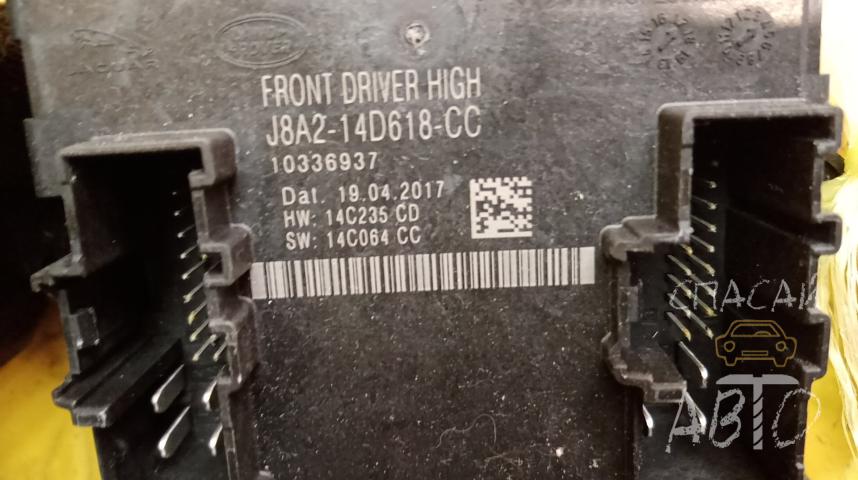 JAGUAR
LAND ROVER
FRONT DRIVER HIGH
J8A2-14D618-CC
10336937
Dat. 19.04.2017
HW: 14C235 CD
SW: 14C064 CC
СПАСАЙ
АВТО